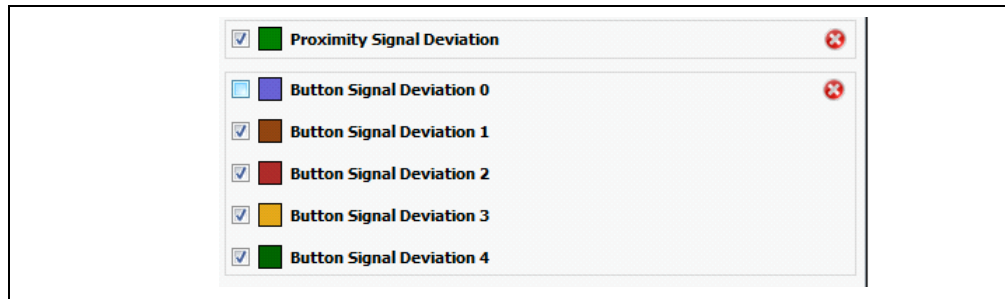 Proximity Signal Deviation
Button Signal Deviation 0
Button Signal Deviation 1
Button Signal Deviation 2
Button Signal Deviation 3
Button Signal Deviation 4